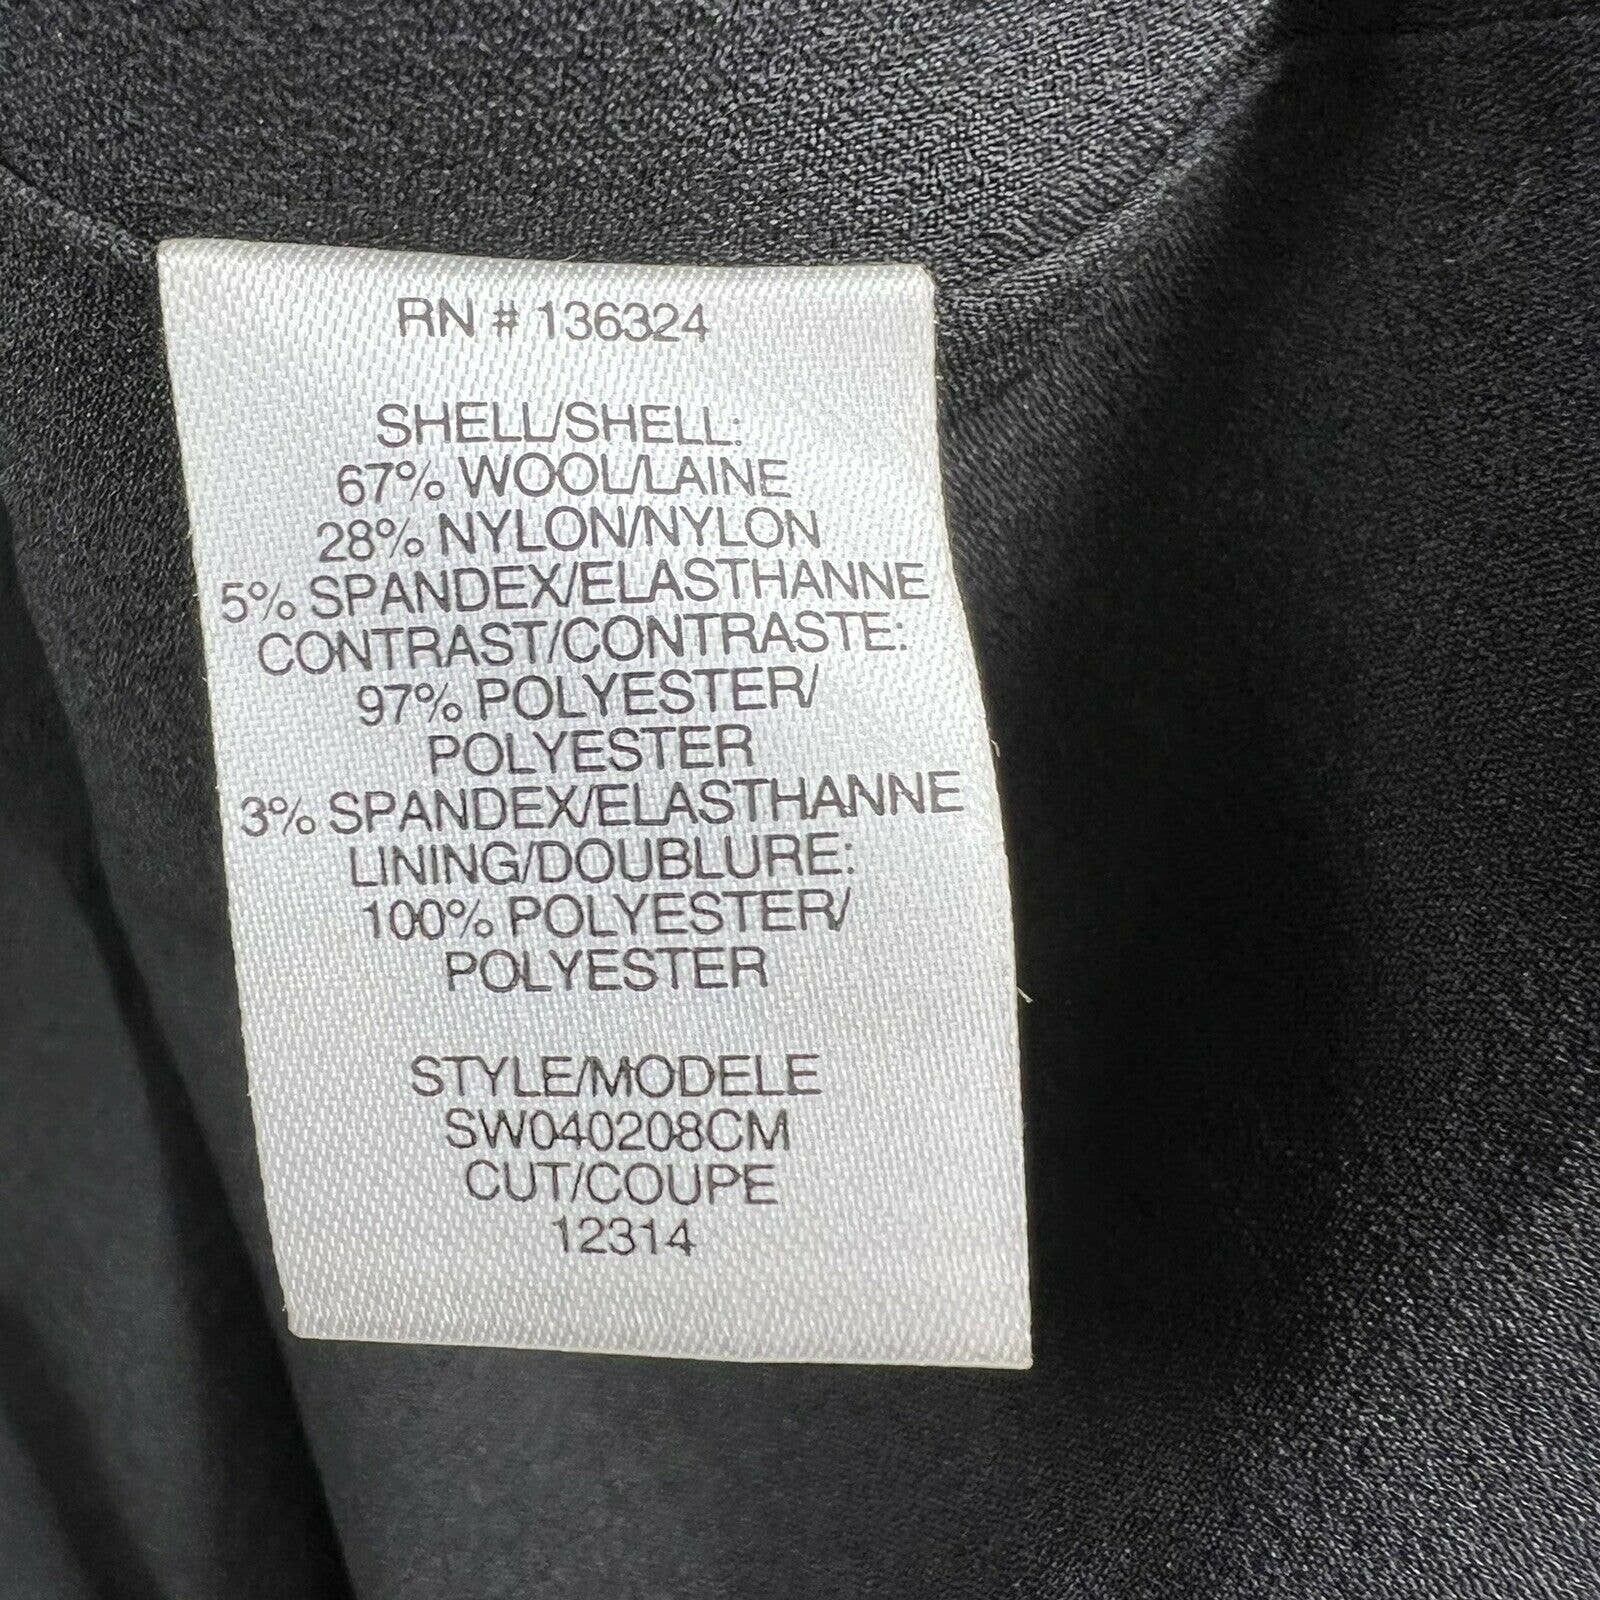 RN # 136324
SHELL/SHELL:
67% WOOL/LAINE
28% NYLON/NYLON
5% SPANDEX/ELASTHANNE
CONTRAST/CONTRASTE:
97% POLYESTER/
POLYESTER
3% SPANDEX/ELASTHANNE
LINING/DOUBLURE:
100% POLYESTER/
POLYESTER
STYLE/MODELE
SW040208CM
CUT/COUPE
12314